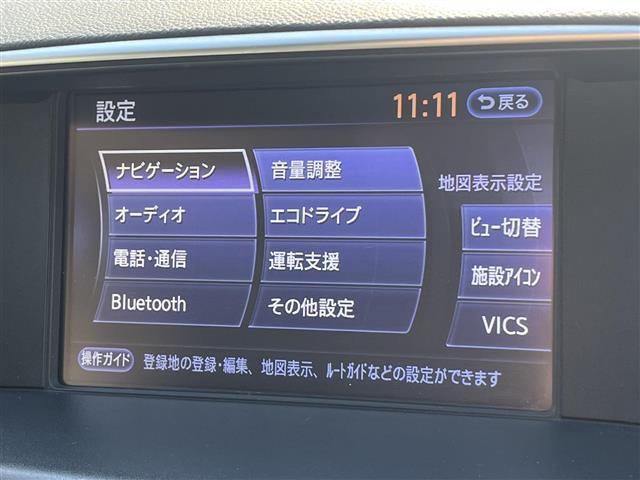 設定
11:11
戻る
ナビゲーション
音量調整
地図表示設定
オーディオ
エコドライブ
ビュー切替
電話・通信
運転支援
施設アイコン
Bluetooth
その他設定
VICS
操作ガイド 登録地の登録・編集、地図表示、ルートガイドなどの設定ができます